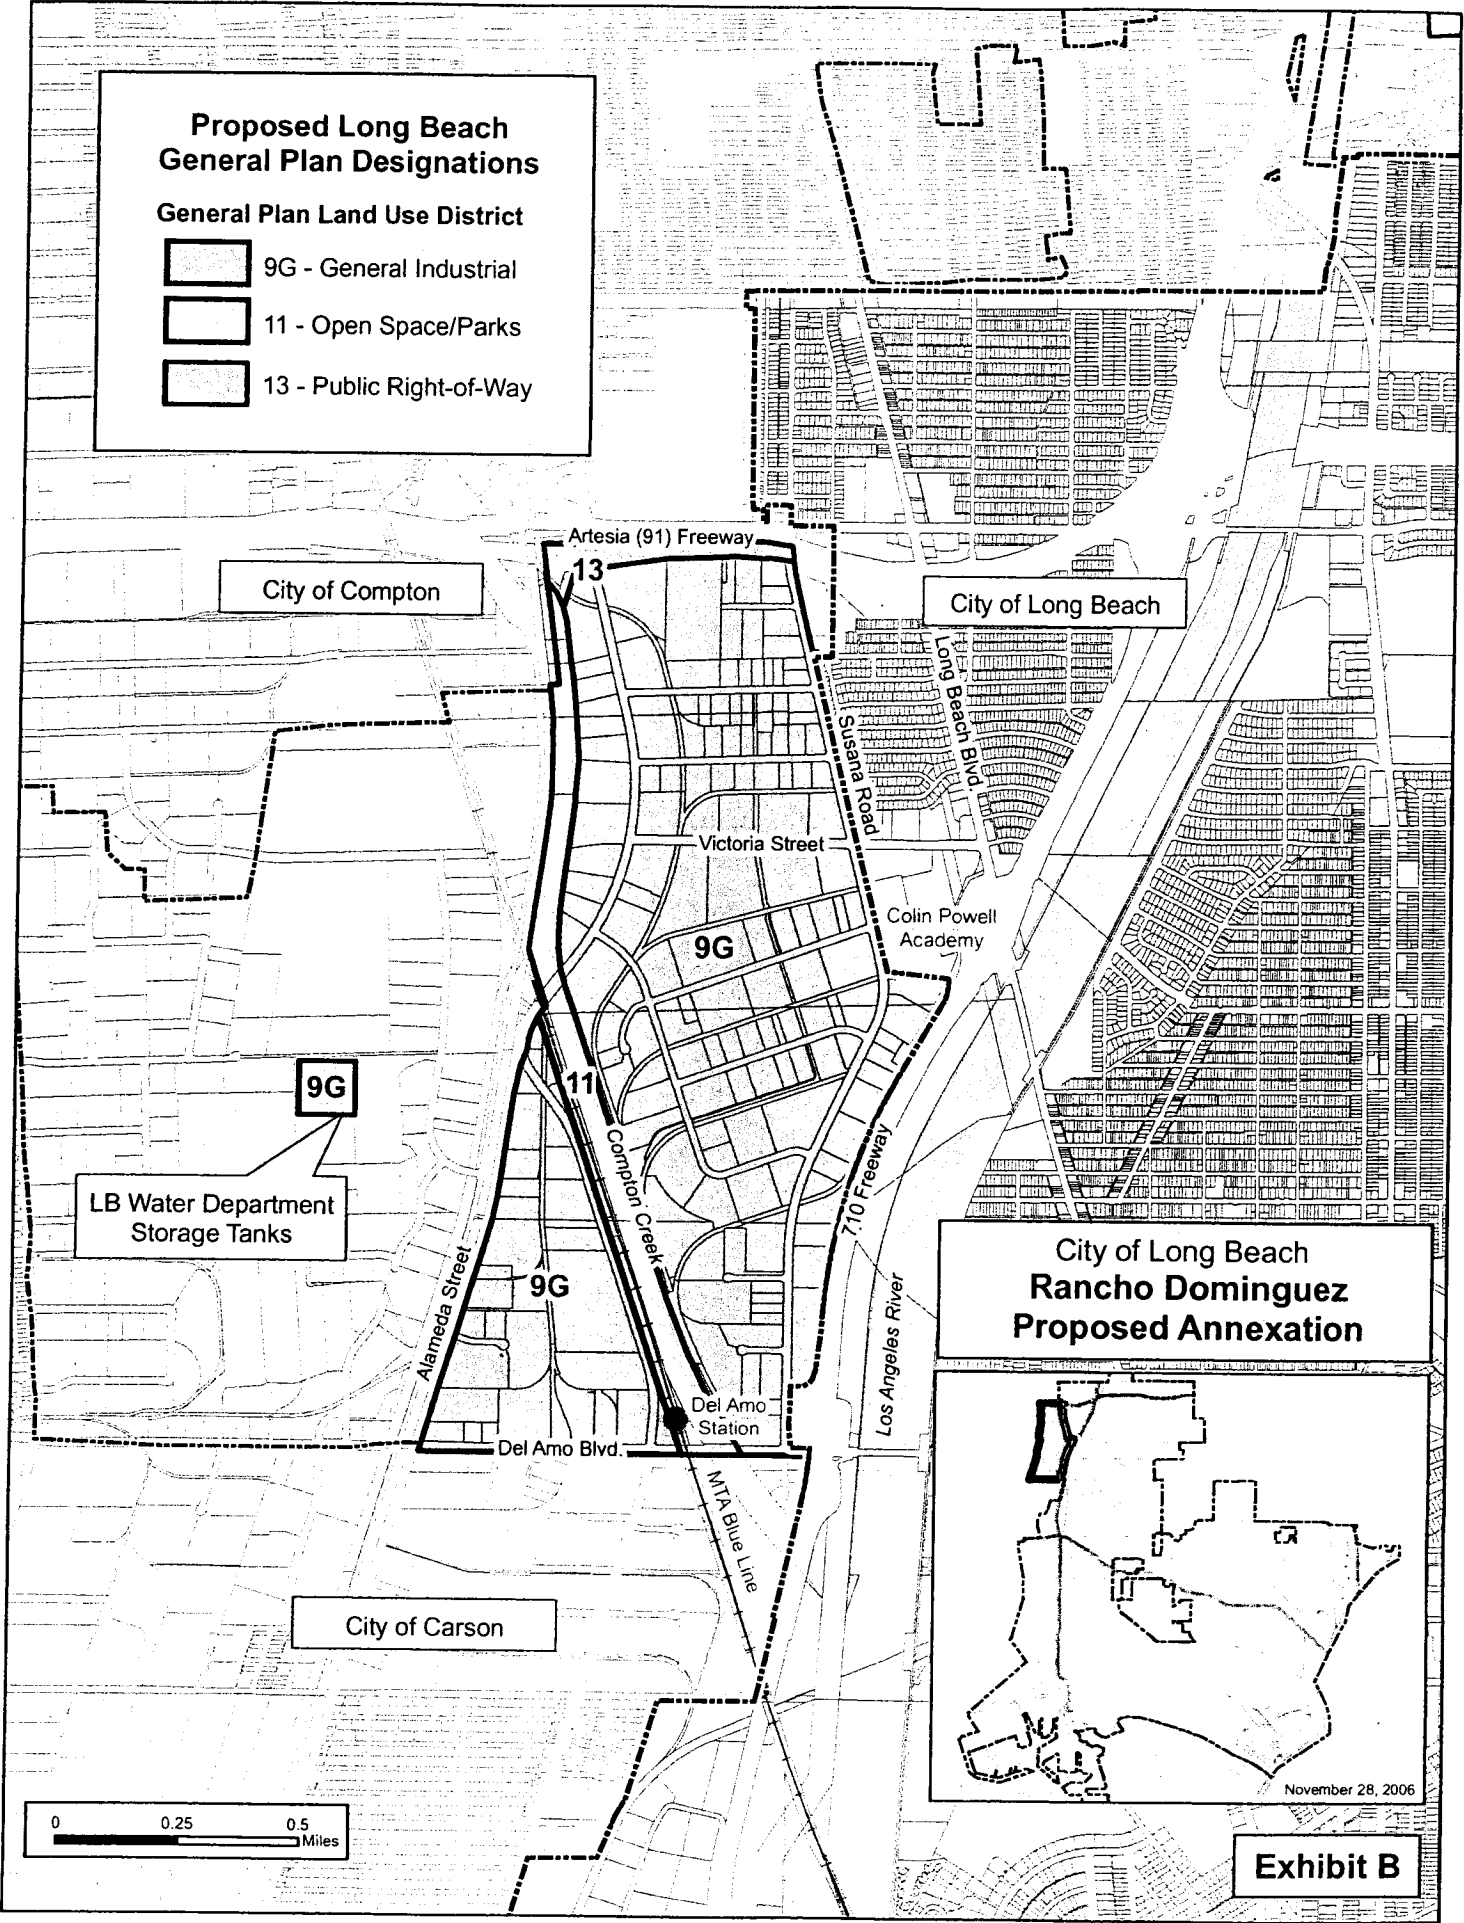 Proposed Long Beach
General Plan Designations
General Plan Land Use District
9G - General Industrial
11 - Open Space/Parks
13 - Public Right-of-Way
Artesia (91) Freeway
13
City of Compton
City of Long Beach
Long Beach Blvd
Susana Road
Victoria Street
Colin Powell
Academy
9G
9G
11
LB Water Department
Storage Tanks
Compton Creek
710 Freeway
Alameda Street
9G
Los Angeles River
Del Amo
Station
Del Amo Blvd.
MTA Blue Line
City of Carson
City of Long Beach
Rancho Dominguez
Proposed Annexation
November 28, 2006
0 0.25 0.5
Miles
Exhibit B